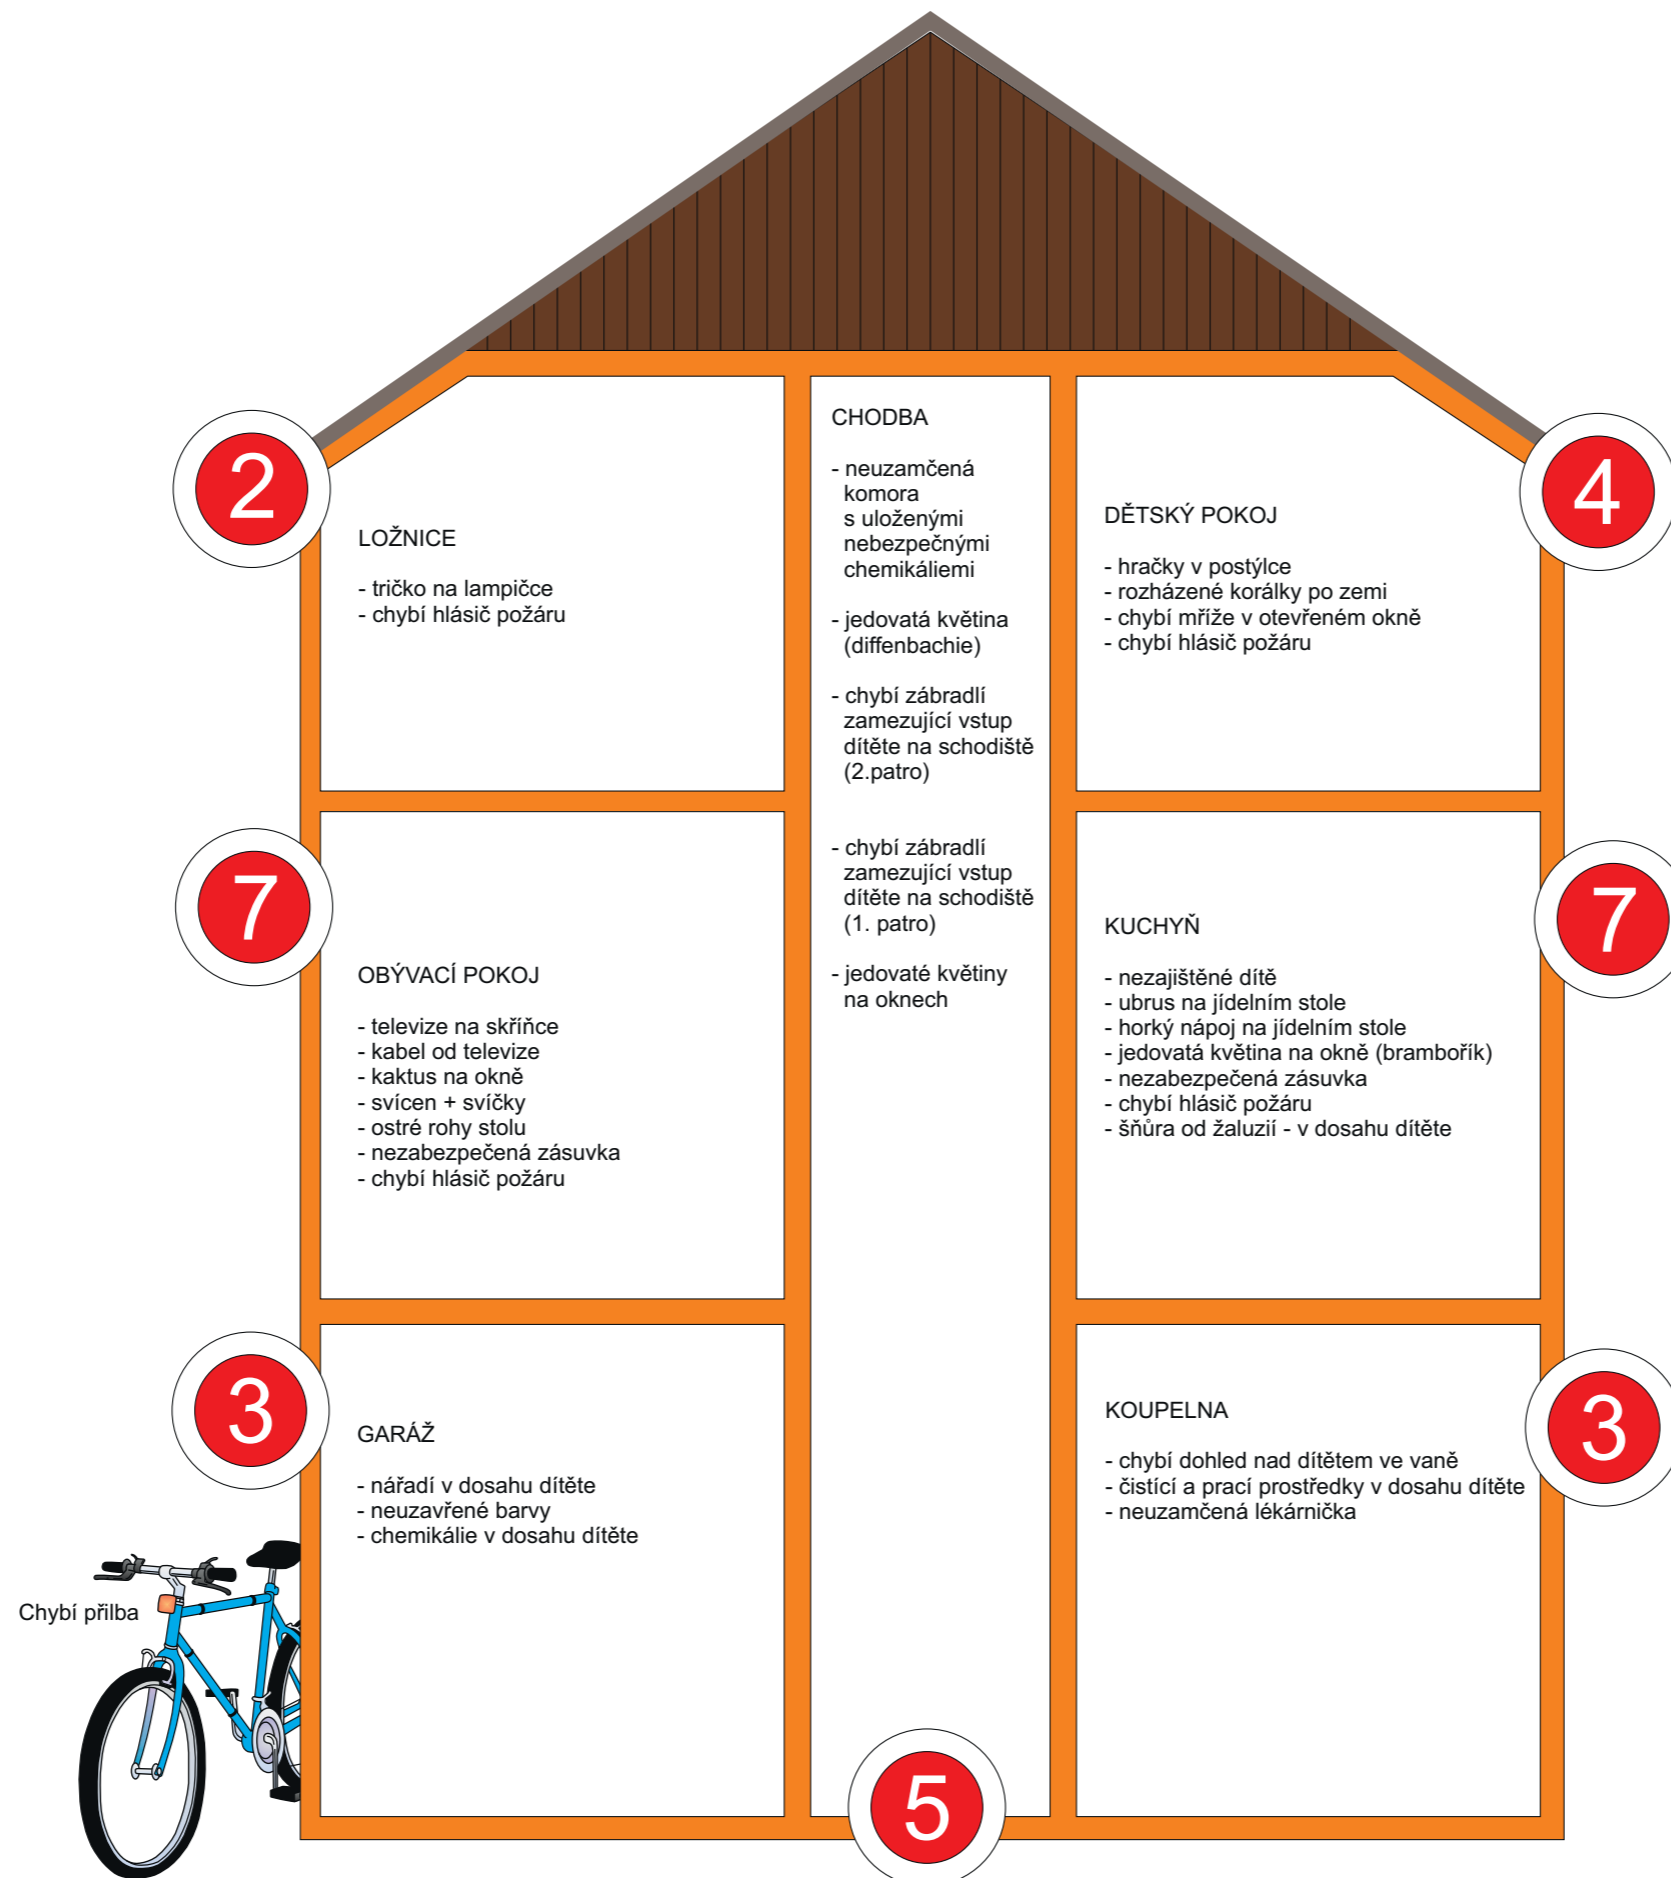 2
LOŽNICE
- tričko na lampičce
- chybí hlásič požáru
CHODBA
- neuzamčená
komora
s uloženými
nebezpečnými
chemikáliemi
- jedovatá květina
(diffenbachie)
- chybí zábradlí
zamezující vstup
dítěte na schodiště
(2.patro)
- chybí zábradlí
zamezující vstup
dítěte na schodiště
(1. patro)
- jedovaté květiny
na oknech
5
4
DĚTSKÝ POKOJ
- hračky v postýlce
- rozházené korálky po zemi
- chybí mříže v otevřeném okně
- chybí hlásič požáru
7
OBÝVACÍ POKOJ
- televize na skříňce
- kabel od televize
- kaktus na okně
- svícen + svíčky
- ostré rohy stolu
- nezabezpečená zásuvka
- chybí hlásič požáru
7
KUCHYŇ
- nezajištěné dítě
- ubrus na jídelním stole
- horký nápoj na jídelním stole
- jedovatá květina na okně (brambořík)
- nezabezpečená zásuvka
- chybí hlásič požáru
- šňůra od žaluzií - v dosahu dítěte
3
GARÁŽ
- nářadí v dosahu dítěte
- neuzavřené barvy
- chemikálie v dosahu dítěte
Chybí přilba
3
KOUPELNA
- chybí dohled nad dítětem ve vaně
- čistící a prací prostředky v dosahu dítěte
- neuzamčená lékárnička